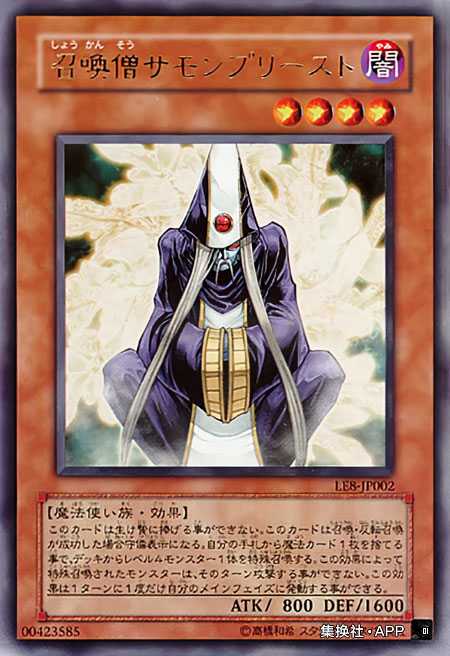 しょう かん そう
召喚僧サモンプリースト
やみ
闇
LE8-JP002
【魔法使い族・効果】
このカードは生け贄に捧げる事ができない。このカードは召喚・反転召喚
が成功した場合守備表示になる。自分の手札から魔法カード1枚を捨てる
事で、デッキからレベル4モンスター1体を特殊召喚する。この効果によって
特殊召喚されたモンスターは、そのターン攻撃する事ができない。この効
果は1ターンに1度だけ自分のメインフェイズに発動する事ができる。
ATK/ 800 DEF/1600
00423585
©高橋和希 スタ
集英社・APP
01